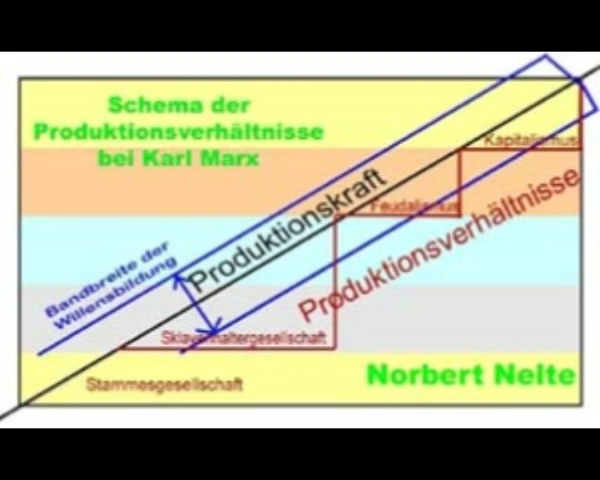 Schema der
Produktionsverhältnisse
bei Karl Marx
Kapitalismus
Produktionskraft
Feudalismus
Bandbreite der
Willensbildung
Produktionsverhältnisse
Sklavenhaltergesellschaft
Stammesgesellschaft
Norbert Nelte